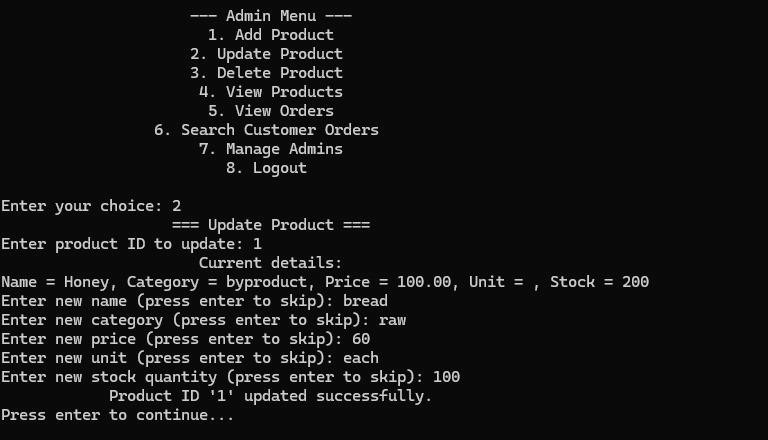 --- Admin Menu ---
1. Add Product
2. Update Product
3. Delete Product
4. View Products
5. View Orders
6. Search Customer Orders
7. Manage Admins
8. Logout
Enter your choice: 2
=== Update Product ===
Enter product ID to update: 1
Current details:
Name = Honey, Category = byproduct, Price = 100.00, Unit = , Stock = 200
Enter new name (press enter to skip): bread
Enter new category (press enter to skip): raw
Enter new price (press enter to skip): 60
Enter new unit (press enter to skip): each
Enter new stock quantity (press enter to skip): 100
Product ID '1' updated successfully.
Press enter to continue...